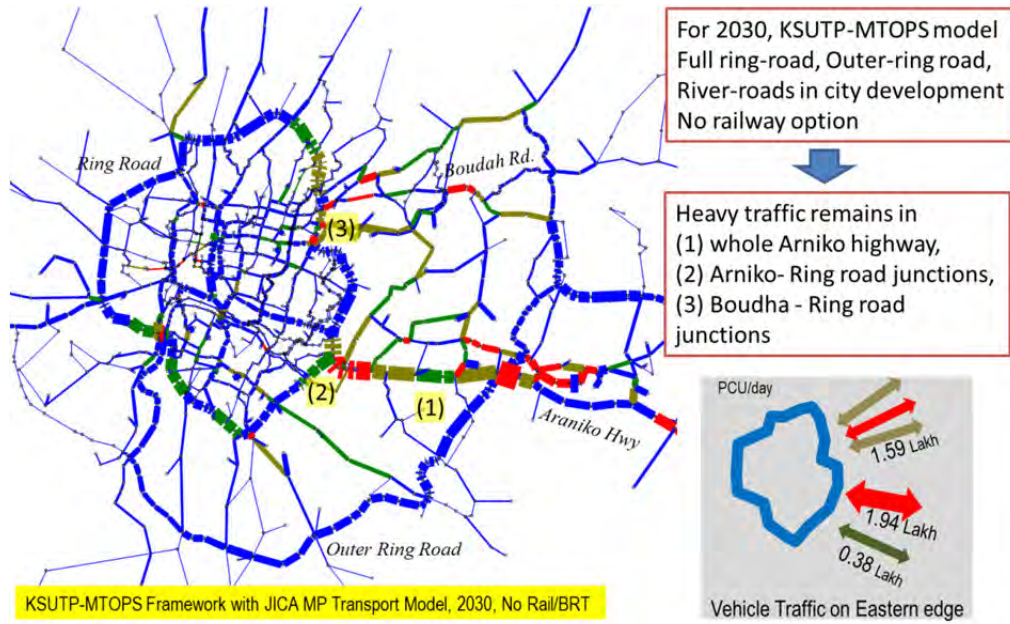 For 2030, KSUTP-MTOPS model
Full ring-road, Outer-ring road,
River-roads in city development
No railway option
Heavy traffic remains in
(1) whole Arniko highway,
(2) Arniko- Ring road junctions,
(3) Boudha - Ring road
junctions
Ring Road
Boudah Rd.
(3)
(2)
(1)
Araniko Hwy
Outer Ring Road
KSUTP-MTOPS Framework with JICA MP Transport Model, 2030, No Rail/BRT
PCU/day
1.59 Lakh
1.94 Lakh
0.38 Lakh
Vehicle Traffic on Eastern edge